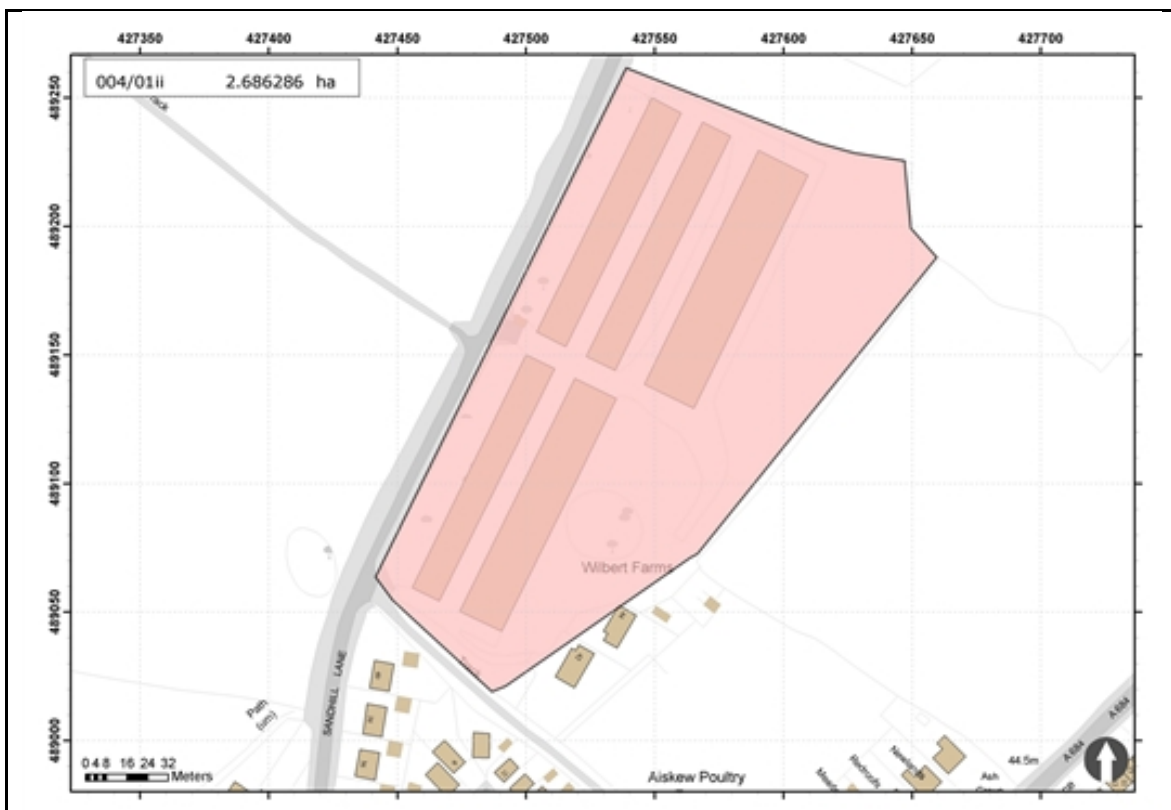 427350 427400 427450 427500 427550 427600 427650 427700
004/01ii 2.686286 ha
489250
489200
489150
489100
489050
489000
Wilbert Farms
SANDHILL LANE
Path
(um)
A 684
A 684
44.5m
Newlands
Ash
Aiskew Poultry
0 4 8 16 24 32
Meters